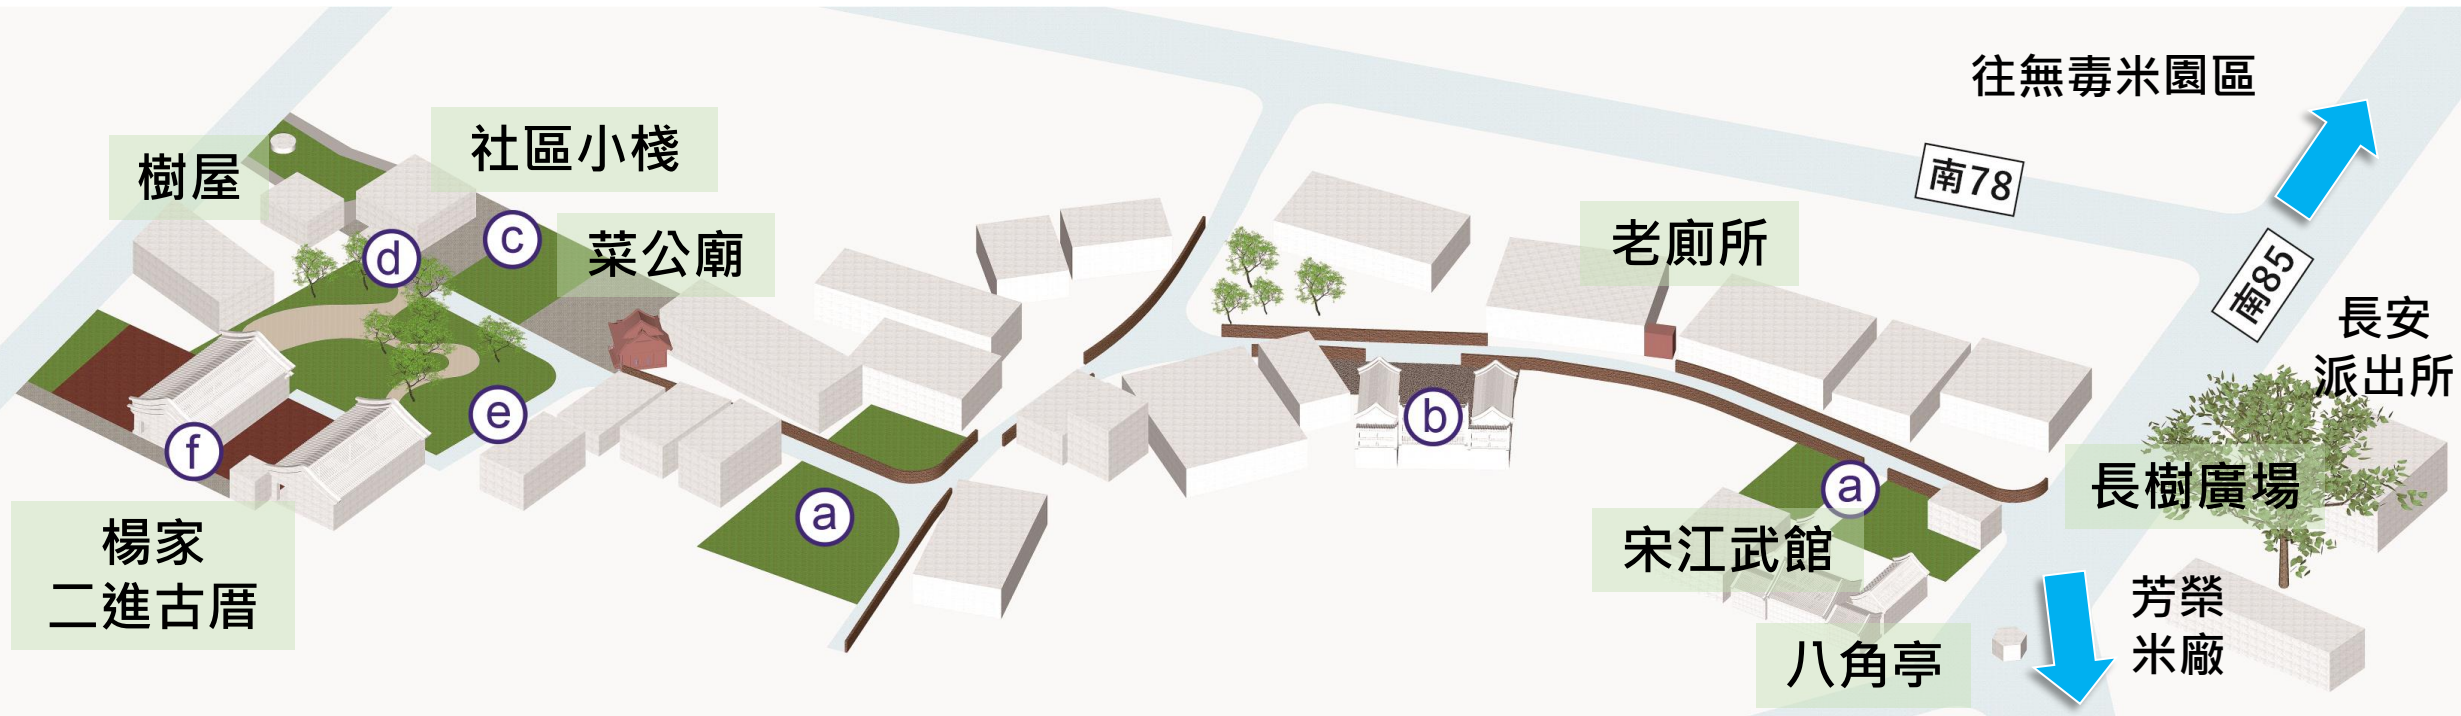 往無毒米園區
社區小棧
樹屋
南78
菜公廟
老廁所
c
d
南85
長安
派出所
e
b
f
長樹廣場
a
a
楊家
二進古厝
宋江武館
芳榮
米廠
八角亭